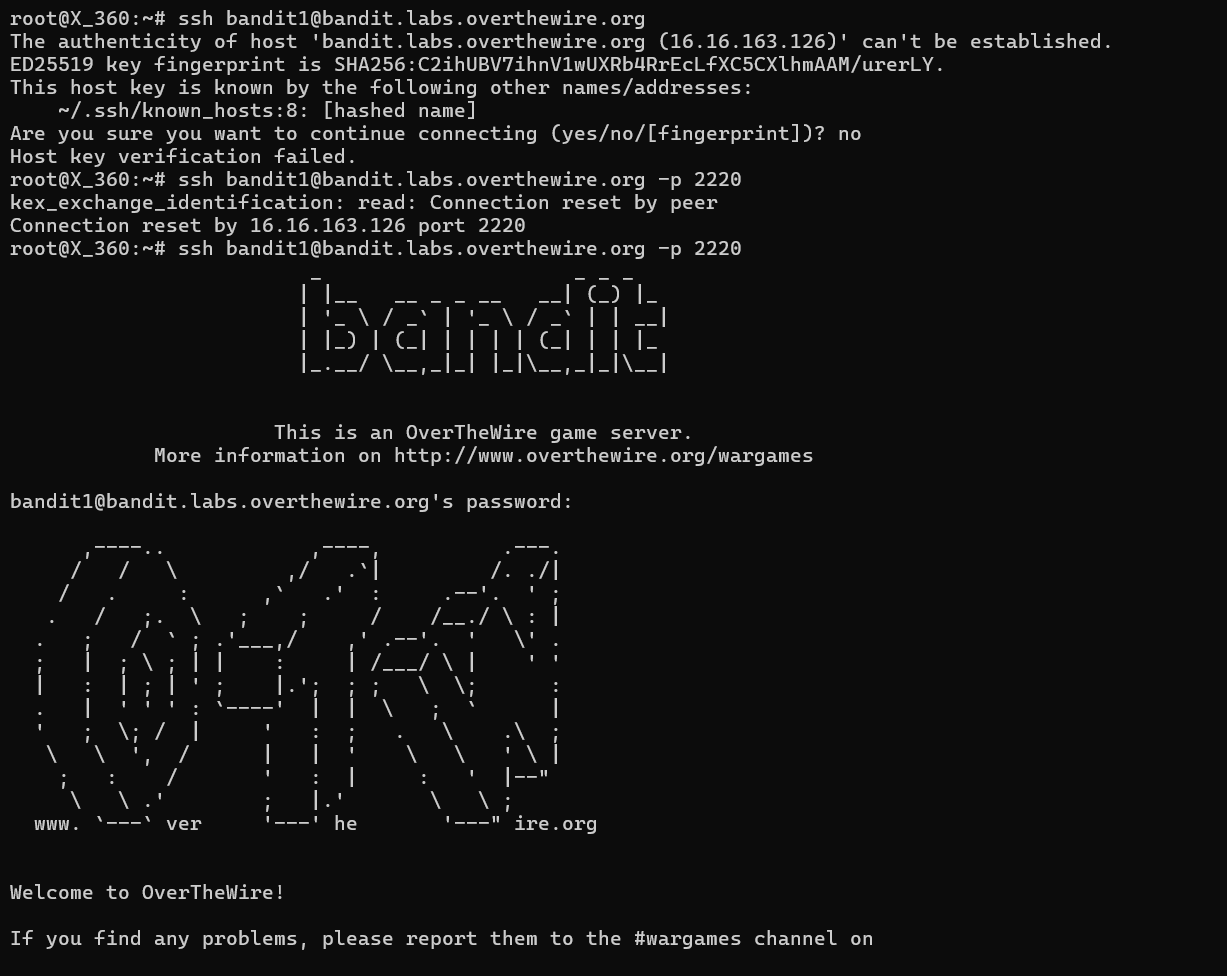 root@X_360:~# ssh bandit1@bandit.labs.overthewire.org
The authenticity of host 'bandit.labs.overthewire.org (16.16.163.126)' can't be established.
ED25519 key fingerprint is SHA256:C2ihUBV7ihnV1wUXRb4RrEcLfXC5CXlhmAAM/urerLY.
This host key is known by the following other names/addresses:
    ~/.ssh/known_hosts:8: [hashed name]
Are you sure you want to continue connecting (yes/no/[fingerprint])? no
Host key verification failed.
root@X_360:~# ssh bandit1@bandit.labs.overthewire.org -p 2220
kex_exchange_identification: read: Connection reset by peer
Connection reset by 16.16.163.126 port 2220
root@X_360:~# ssh bandit1@bandit.labs.overthewire.org -p 2220
bandit
This is an OverTheWire game server.
More information on http://www.overthewire.org/wargames
bandit1@bandit.labs.overthewire.org's password:
www. ver he ire.org
Welcome to OverTheWire!
If you find any problems, please report them to the #wargames channel on